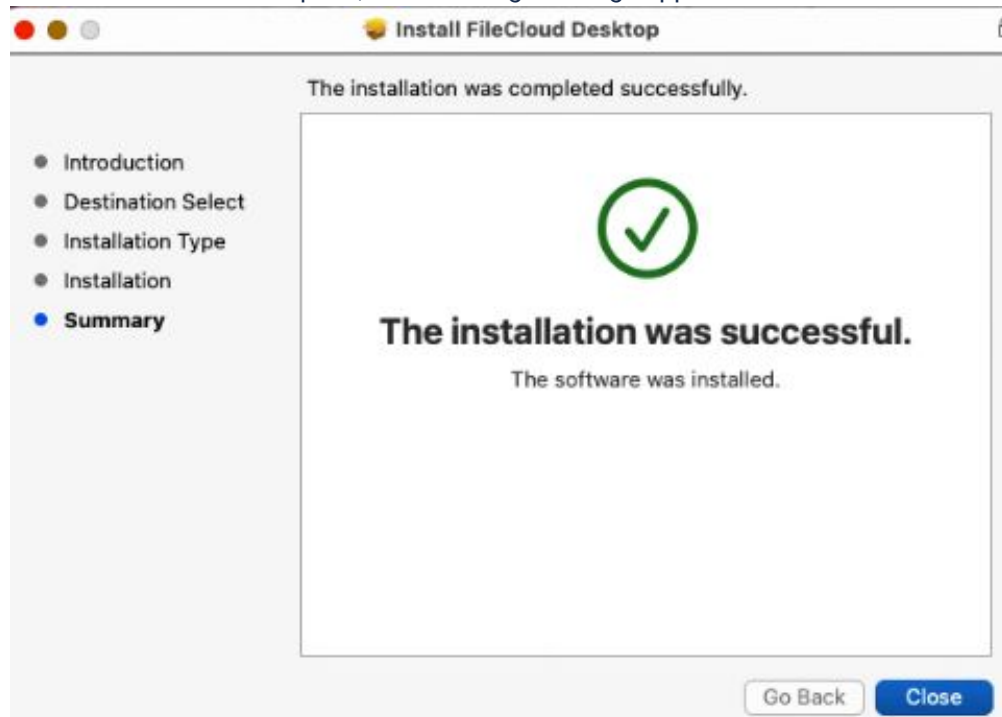 Install FileCloud Desktop
The installation was completed successfully.
Introduction
Destination Select
Installation Type
Installation
Summary
The installation was successful.
The software was installed.
Go Back
Close